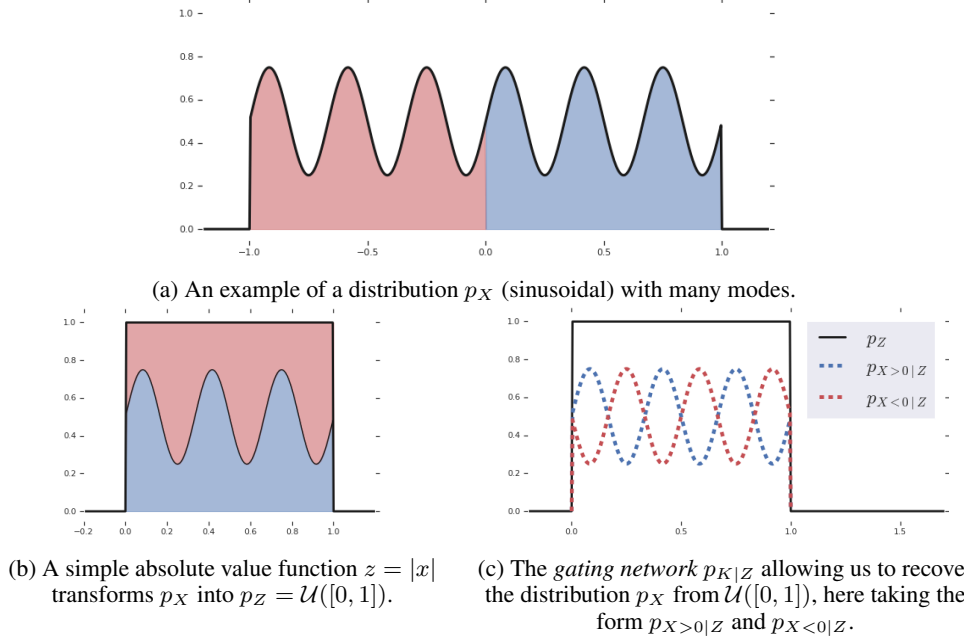 1.0
0.8
0.6
0.4
0.2
0.0
−1.0 −0.5 0.0 0.5 1.0
(a) An example of a distribution p_X (sinusoidal) with many modes.
1.0
0.8
0.6
0.4
0.2
0.0
−0.2 0.0 0.2 0.4 0.6 0.8 1.0
(b) A simple absolute value function z = |x|
transforms p_X into p_Z = U([0, 1]).
1.0
0.8
0.6
0.4
0.2
0.0
0.0 0.5 1.0 1.5
p_Z
p_{X>0|Z}
p_{X<0|Z}
(c) The gating network p_{K|Z} allowing us to recove
the distribution p_X from U([0, 1]), here taking the
form p_{X>0|Z} and p_{X<0|Z}.